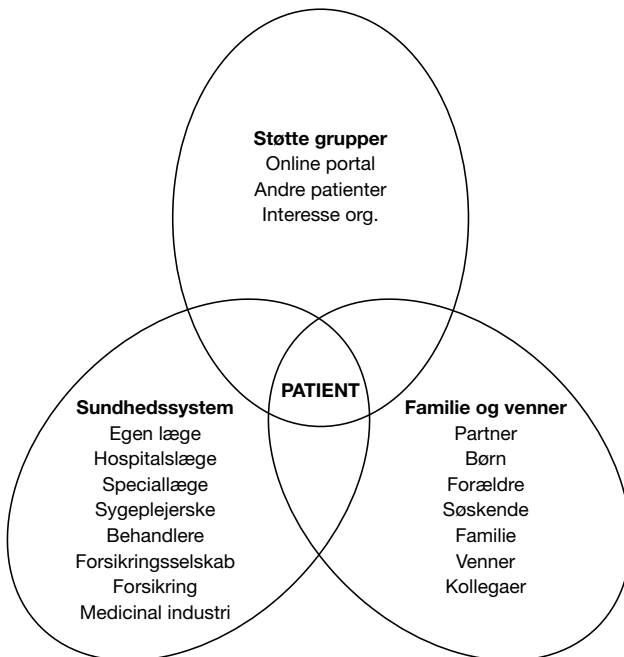 Støtte grupper
Online portal
Andre patienter
Interesse org.
PATIENT
Sundhedssystem
Egen læge
Hospitalslæge
Speciallæge
Sygeplejerske
Behandlere
Forsikringsselskab
Forsikring
Medicinal industri
Familie og venner
Partner
Børn
Forældre
Søskende
Familie
Venner
Kollegaer